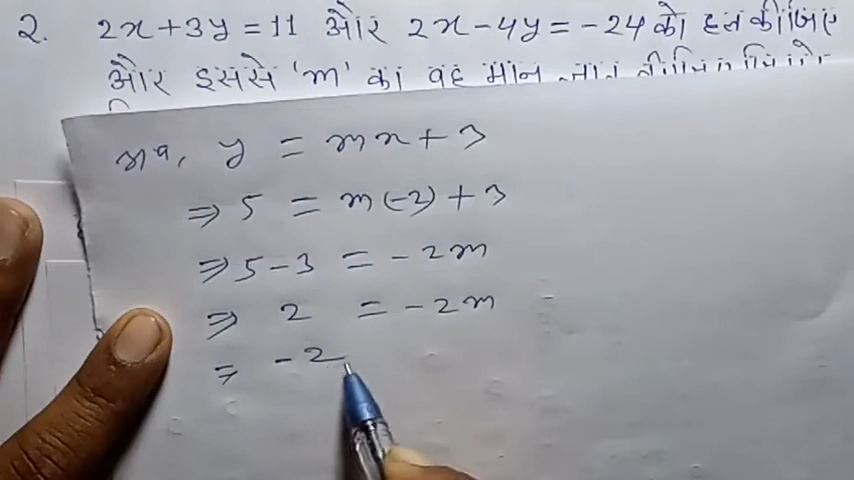 2. 2x+3y=11 और 2x-4y=-24 को हल कीजिए
और इससे 'm' का वह मान
अब, y = mx+3
⇒ 5 = m(-2)+3
⇒ 5-3 = -2m
⇒ 2 = -2m
⇒ -2